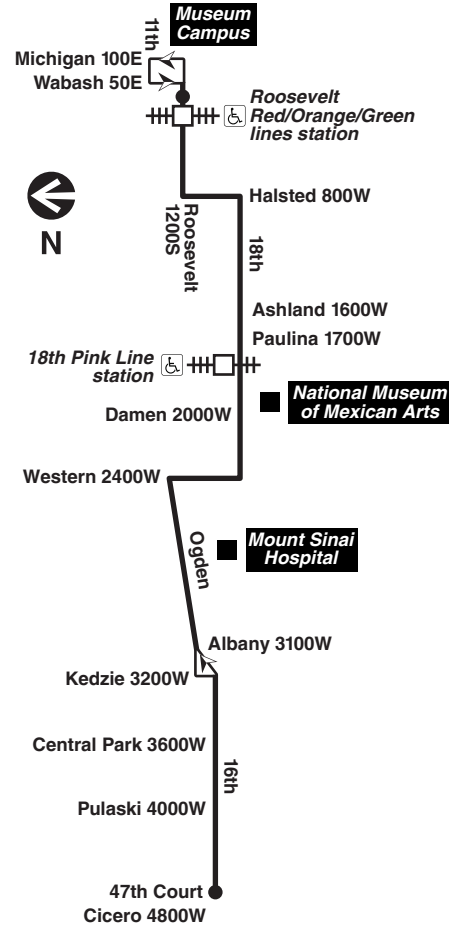 Museum
Campus
11th
Michigan 100E
Wabash 50E
Roosevelt
Red/Orange/Green
lines station
N
Roosevelt
1200S
Halsted 800W
18th
Ashland 1600W
Paulina 1700W
18th Pink Line
station
National Museum
of Mexican Arts
Damen 2000W
Western 2400W
Ogden
Mount Sinai
Hospital
Albany 3100W
Kedzie 3200W
Central Park 3600W
16th
Pulaski 4000W
47th Court
Cicero 4800W